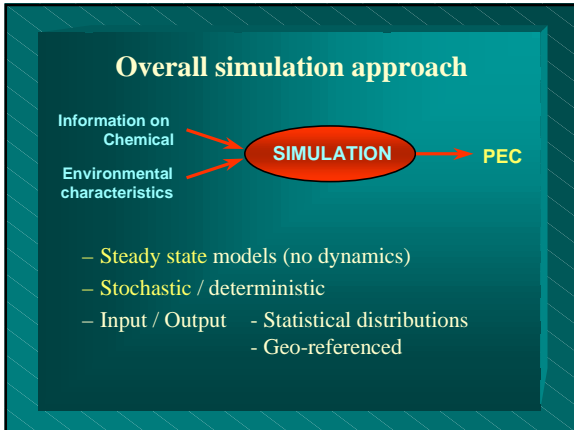 Overall simulation approach
Information on
Chemical
Environmental
characteristics
SIMULATION
PEC
– Steady state models (no dynamics)
– Stochastic / deterministic
– Input / Output - Statistical distributions
- Geo-referenced